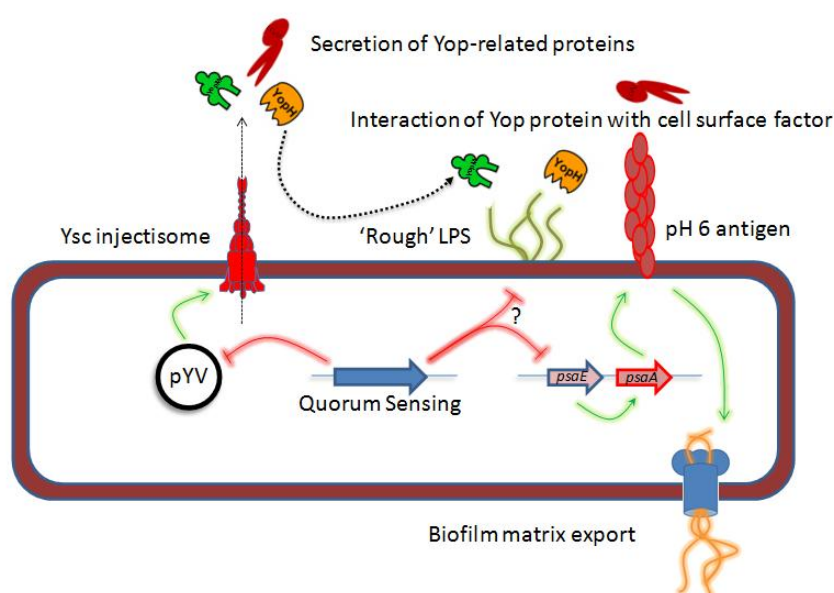 Secretion of Yop-related proteins
YopH
Interaction of Yop protein with cell surface factor
YopH
Ysc injectisome
‘Rough’ LPS
pH 6 antigen
?
pYV
psaE
psaA
Quorum Sensing
Biofilm matrix export